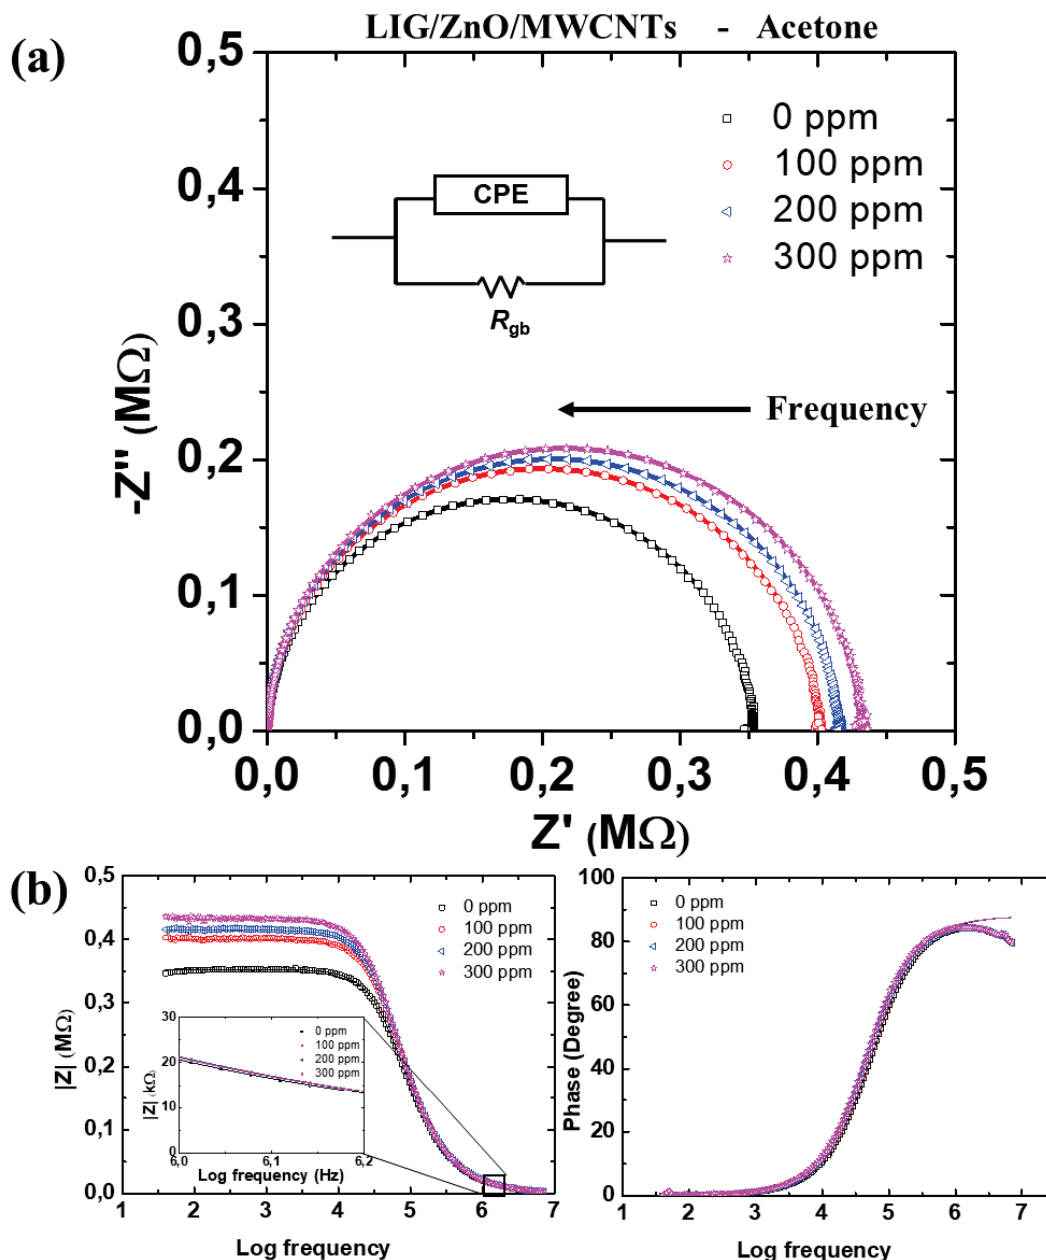 LIG/ZnO/MWCNTs - Acetone
(a)
0,5
0,4
0,3
0,2
0,1
0,0
-Z'' (MΩ)
0 ppm
100 ppm
200 ppm
300 ppm
CPE
Rgb
Frequency
0,0 0,1 0,2 0,3 0,4 0,5
Z' (MΩ)
(b)
0,5
0,4
0,3
0,2
0,1
0,0
|Z| (MΩ)
0 ppm
100 ppm
200 ppm
300 ppm
30
20
10
0
|Z| (kΩ)
0 ppm
100 ppm
200 ppm
300 ppm
6,0 6,1 6,2
Log frequency (Hz)
1 2 3 4 5 6 7
Log frequency
100
80
60
40
20
0
Phase (Degree)
0 ppm
100 ppm
200 ppm
300 ppm
1 2 3 4 5 6 7
Log frequency